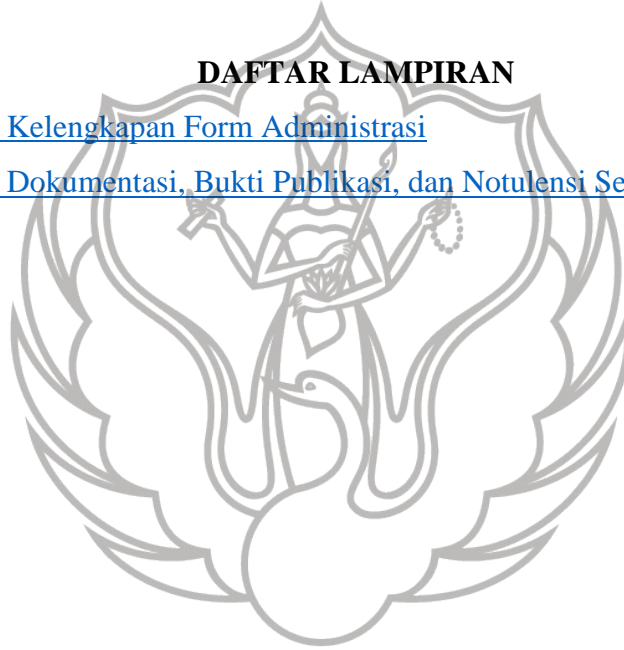 DAFTAR LAMPIRAN
Kelengkapan Form Administrasi
Dokumentasi, Bukti Publikasi, dan Notulensi